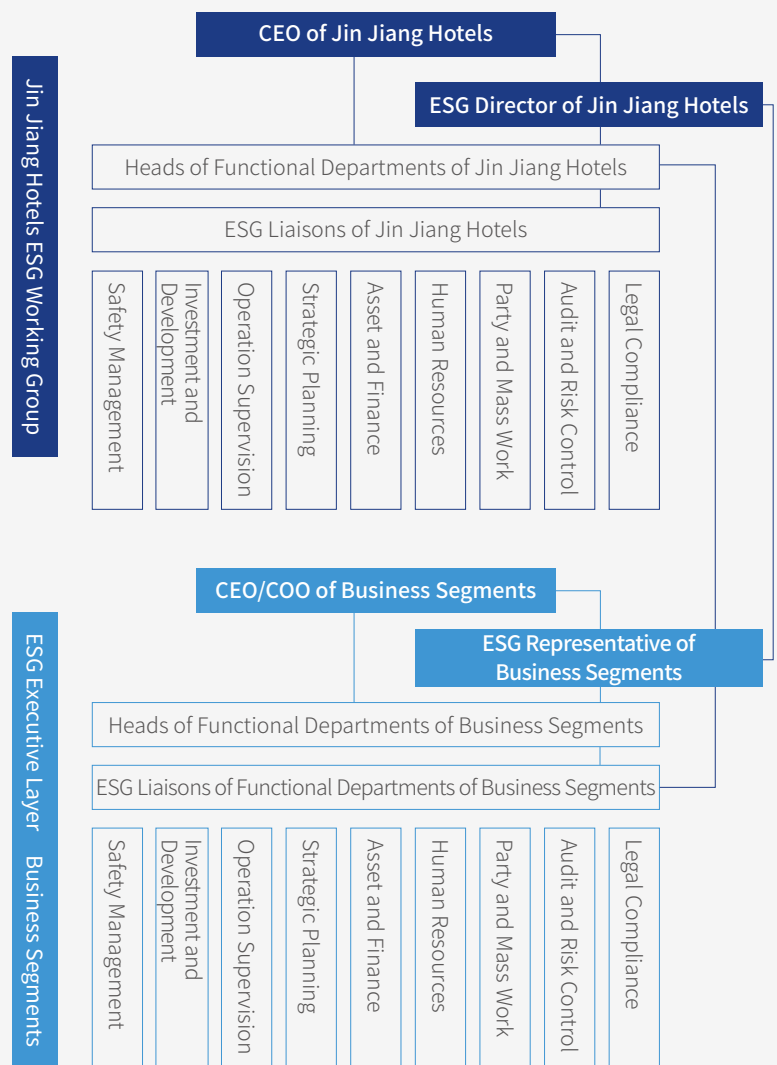 CEO of Jin Jiang Hotels
ESG Director of Jin Jiang Hotels
Jin Jiang Hotels ESG Working Group
Heads of Functional Departments of Jin Jiang Hotels
ESG Liaisons of Jin Jiang Hotels
Safety Management
Investment and
Development
Operation Supervision
Strategic Planning
Asset and Finance
Human Resources
Party and Mass Work
Audit and Risk Control
Legal Compliance
CEO/COO of Business Segments
ESG Representative of
Business Segments
ESG Executive Layer Business Segments
Heads of Functional Departments of Business Segments
ESG Liaisons of Functional Departments of Business Segments
Safety Management
Investment and
Development
Operation Supervision
Strategic Planning
Asset and Finance
Human Resources
Party and Mass Work
Audit and Risk Control
Legal Compliance